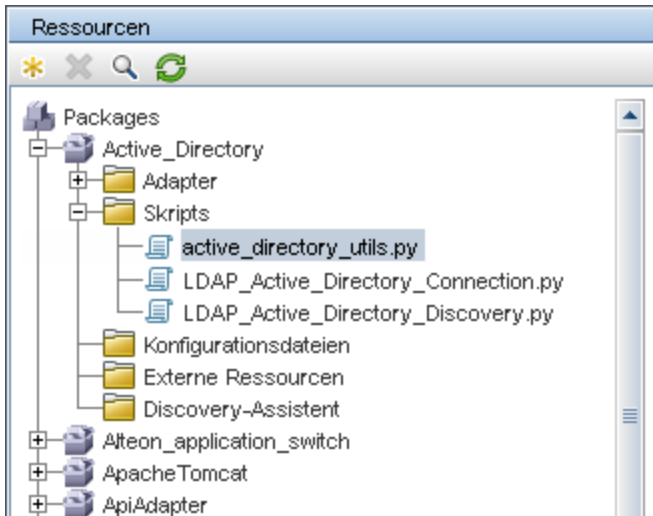 Ressourcen
Packages
Active_Directory
Adapter
Skripts
active_directory_utils.py
LDAP_Active_Directory_Connection.py
LDAP_Active_Directory_Discovery.py
Konfigurationsdateien
Externe Ressourcen
Discovery-Assistent
Alteon_application_switch
ApacheTomcat
ApiAdapter